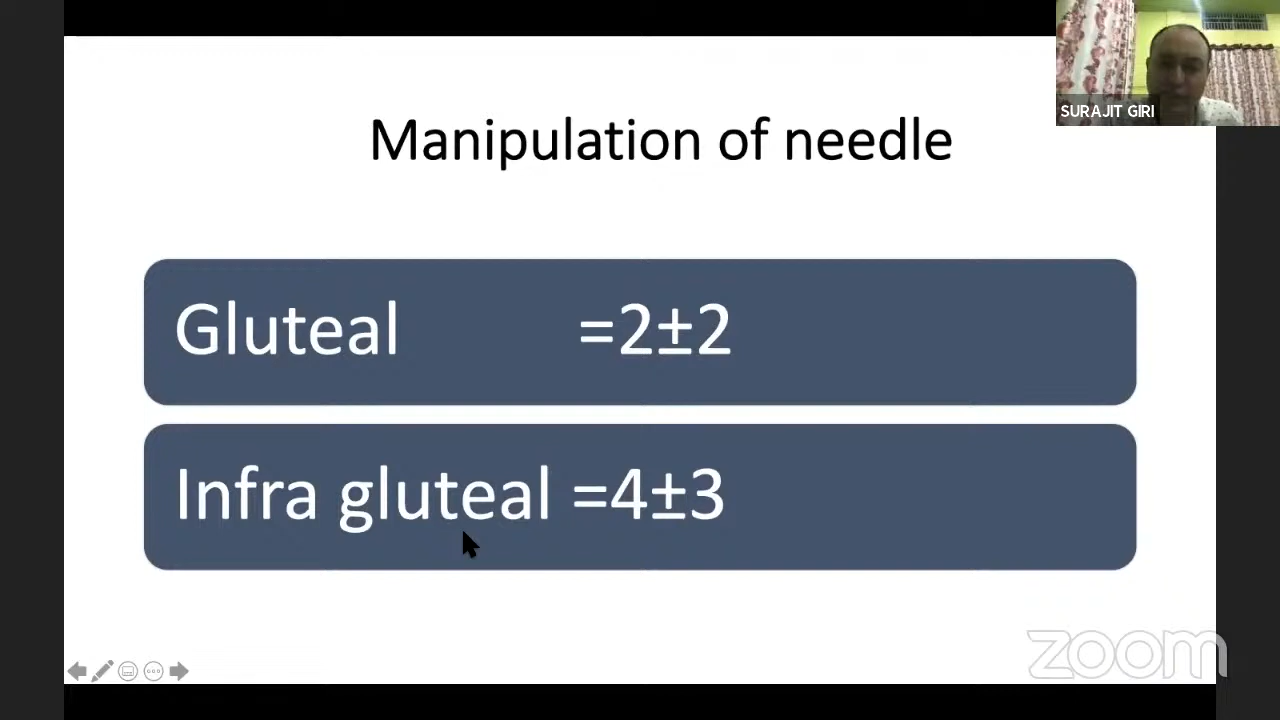 SURAJIT GIRI
Manipulation of needle
Gluteal =2±2
Infra gluteal =4±3
zoom